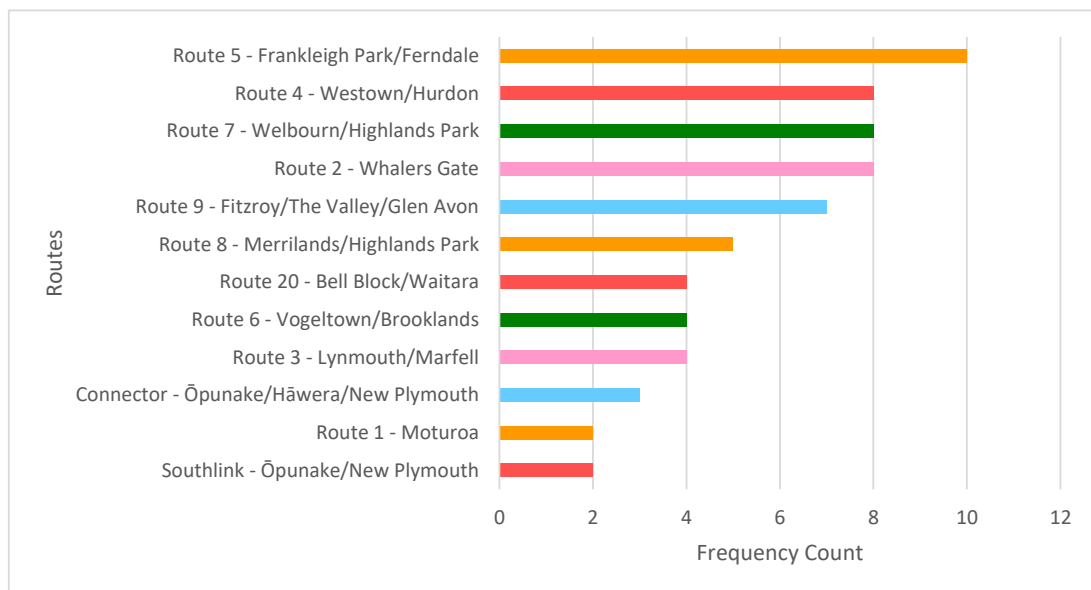 Route 5 - Frankleigh Park/Ferndale
Route 4 - Westown/Hurdon
Route 7 - Welbourn/Highlands Park
Route 2 - Whalers Gate
Route 9 - Fitzroy/The Valley/Glen Avon
Route 8 - Merrilands/Highlands Park
Route 20 - Bell Block/Waitara
Route 6 - Vogeltown/Brooklands
Route 3 - Lynmouth/Marfell
Connector - Ōpunake/Hāwera/New Plymouth
Route 1 - Moturoa
Southlink - Ōpunake/New Plymouth
Routes
0 2 4 6 8 10 12
Frequency Count